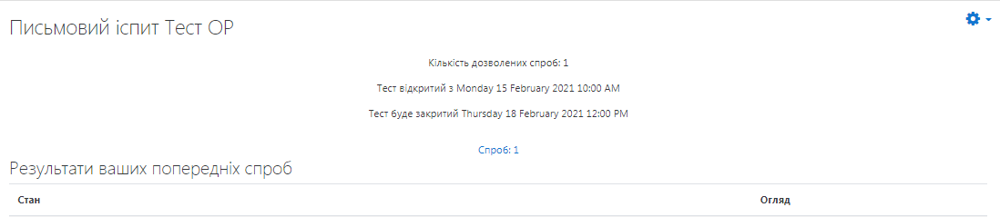 Письмовий іспит Тест ОР
Кількість дозволених спроб: 1
Тест відкритий з Monday 15 February 2021 10:00 AM
Тест буде закритий Thursday 18 February 2021 12:00 PM
Спроб: 1
Результати ваших попередніх спроб
Стан Огляд